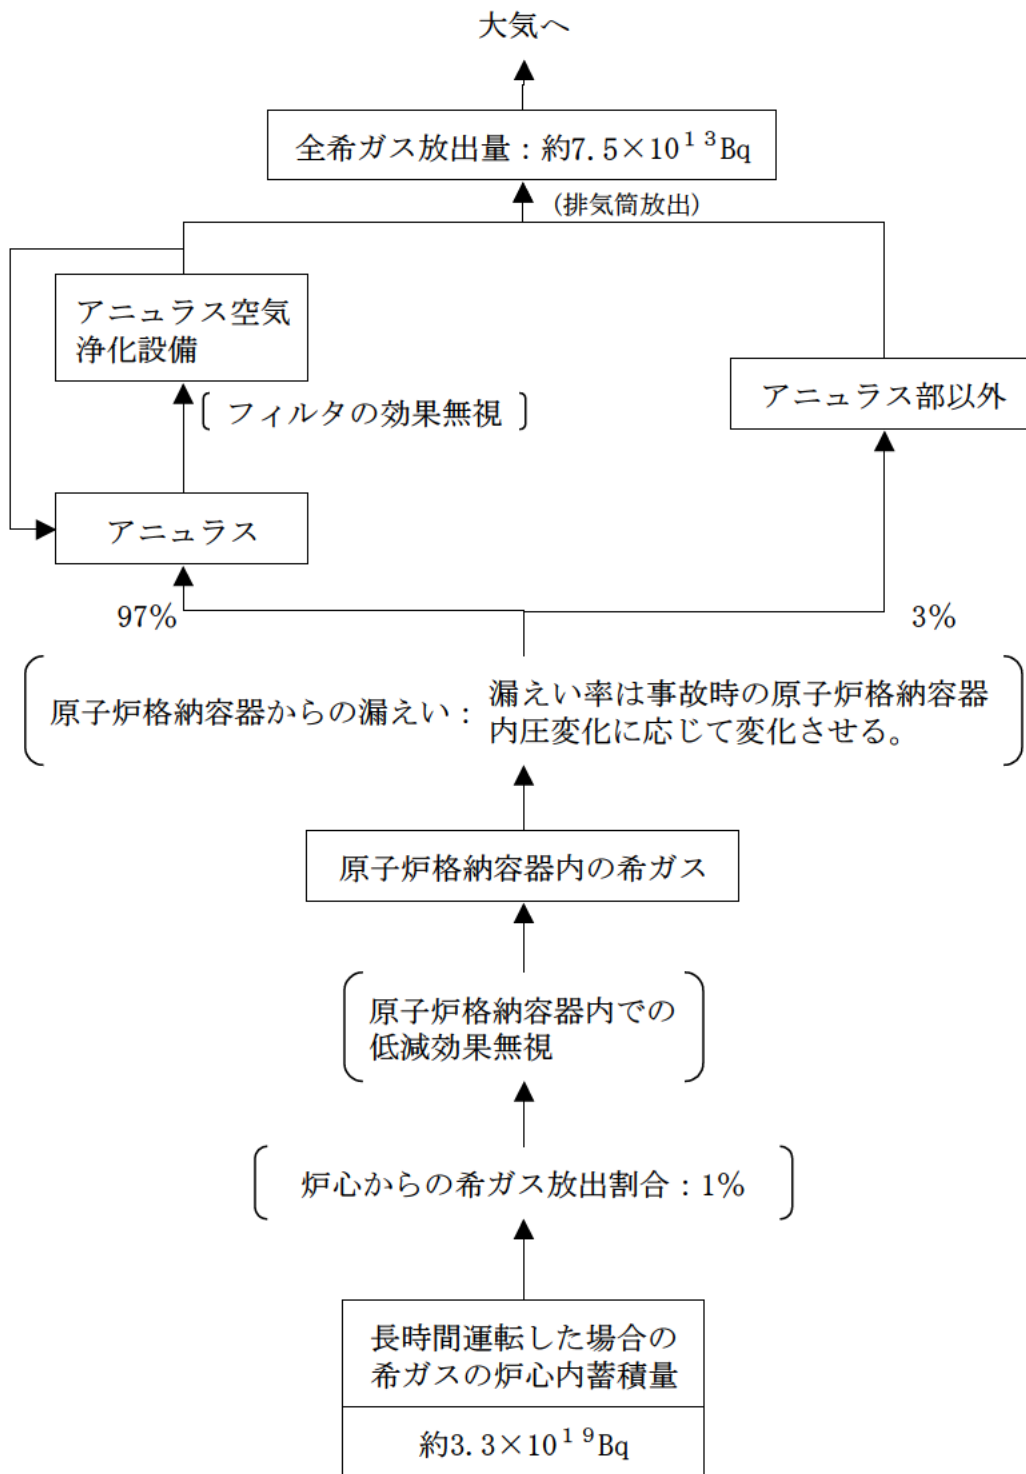 大気へ
全希ガス放出量：約7.5×10¹³Bq
(排気筒放出)
アニュラス空気
浄化設備
アニュラス部以外
フィルタの効果無視
アニュラス
97%
3%
原子炉格納容器からの漏えい：
漏えい率は事故時の原子炉格納容器
内圧変化に応じて変化させる。
原子炉格納容器内の希ガス
原子炉格納容器内での
低減効果無視
炉心からの希ガス放出割合：1%
長時間運転した場合の
希ガスの炉心内蓄積量
約3.3×10¹⁹Bq